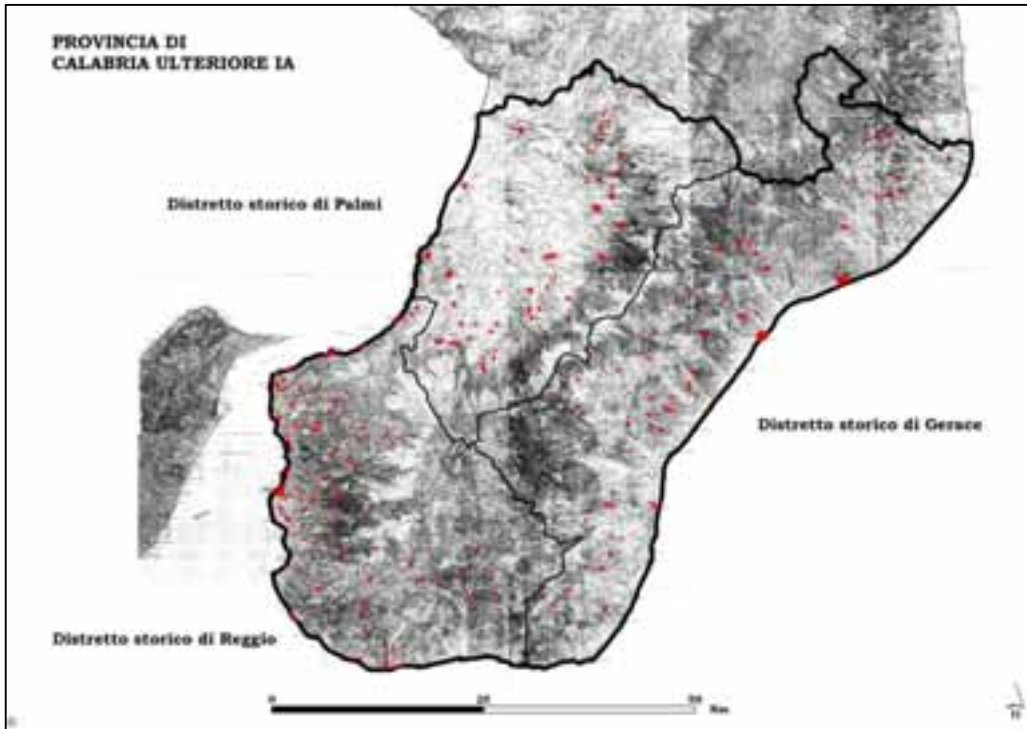 PROVINCIA DI
CALABRIA ULTERIORE IA
Distretto storico di Palmi
Distretto storico di Gerace
Distretto storico di Reggio
0 25 50 Km